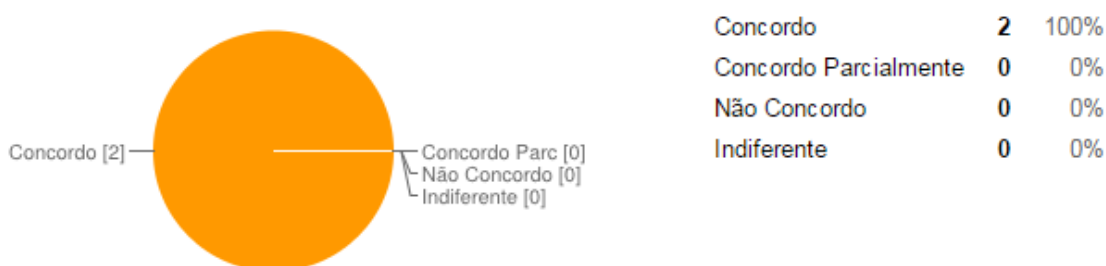 Concordo [2]
Concordo Parc [0]
Não Concordo [0]
Indiferente [0]
Concordo 2 100%
Concordo Parcialmente 0 0%
Não Concordo 0 0%
Indiferente 0 0%